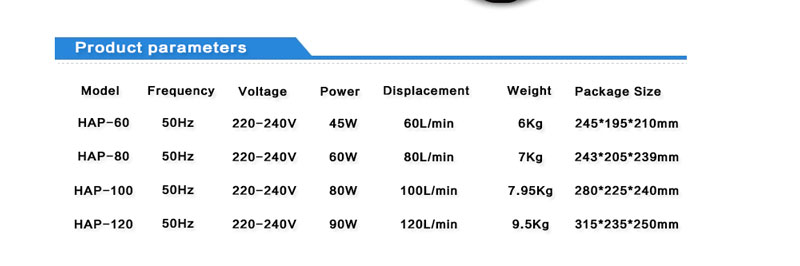 Product parameters
Model Frequency Voltage Power Displacement Weight Package Size
HAP-60 50Hz 220-240V 45W 60L/min 6Kg 245*195*210mm
HAP-80 50Hz 220-240V 60W 80L/min 7Kg 243*205*239mm
HAP-100 50Hz 220-240V 80W 100L/min 7.95Kg 280*225*240mm
HAP-120 50Hz 220-240V 90W 120L/min 9.5Kg 315*235*250mm